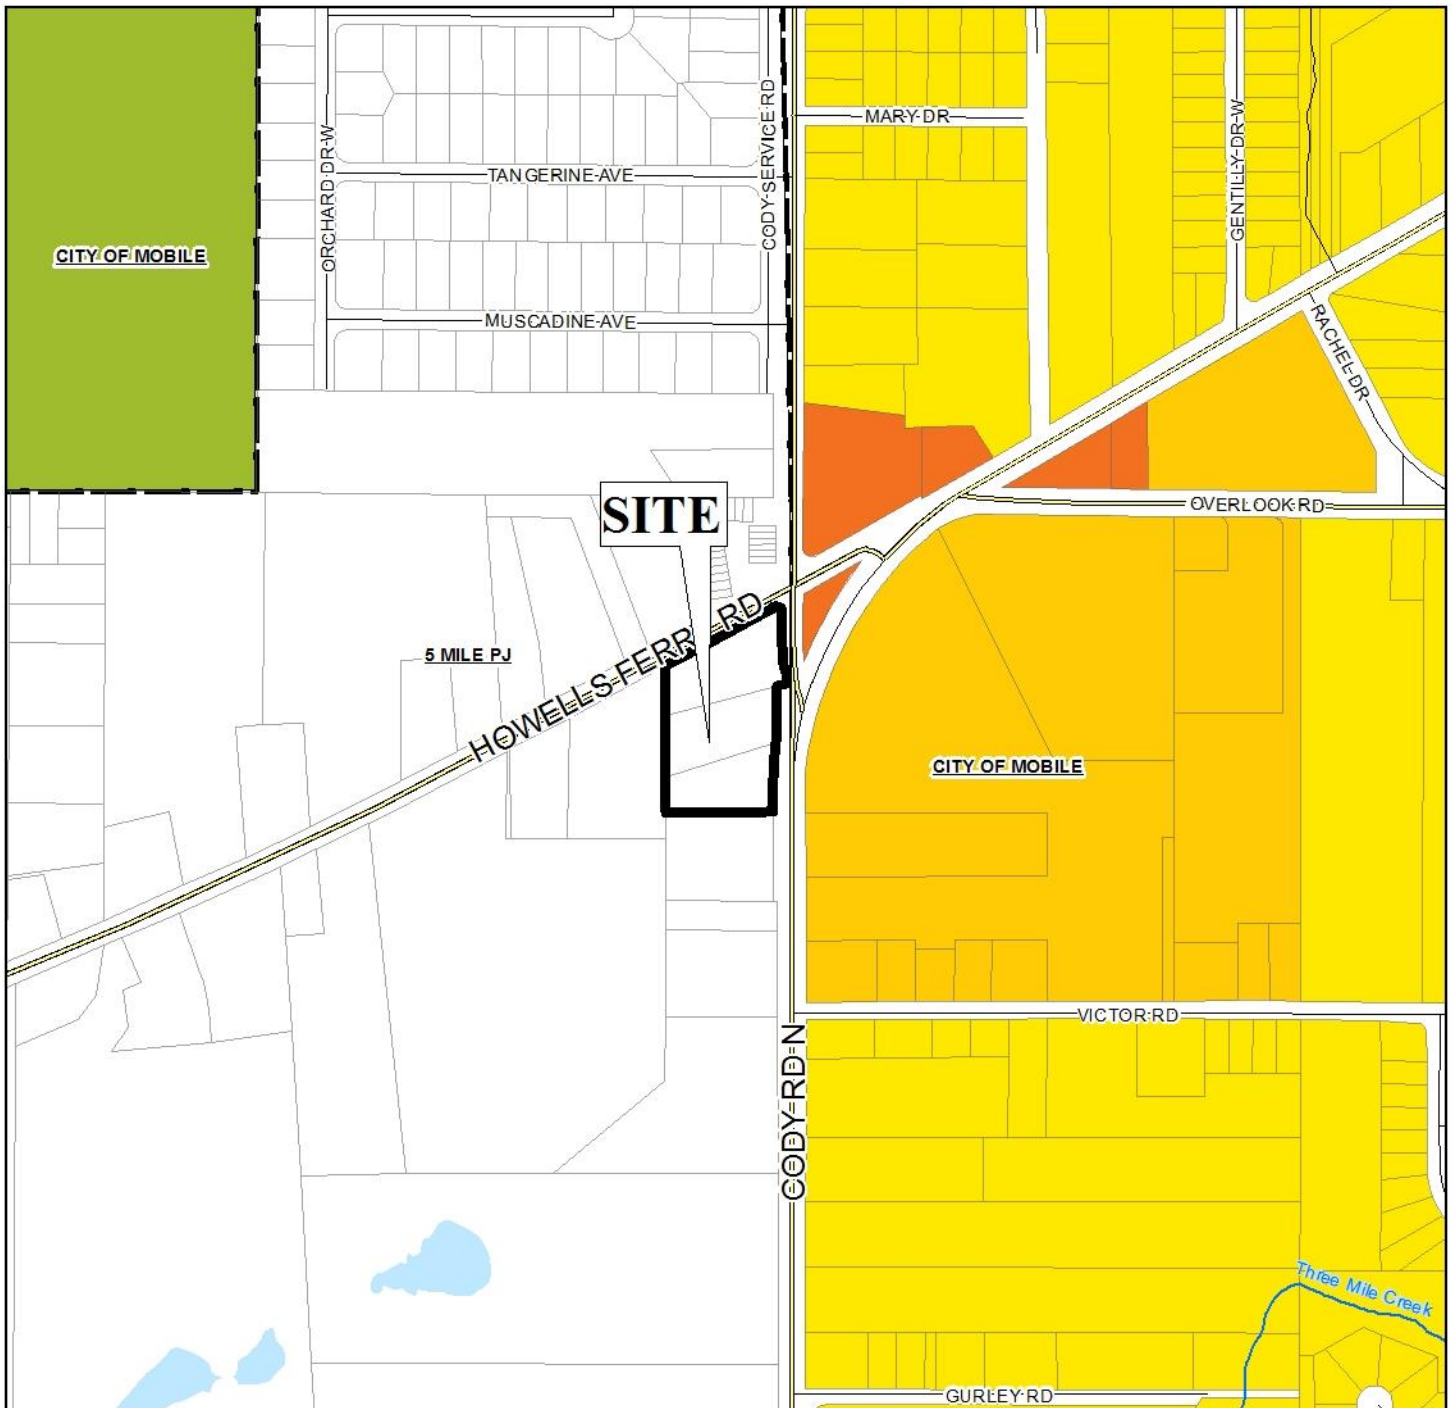 MARY DR
ORCHARD DR W
CODY SERVICE RD
GENTILLY DR W
TANGERINE AVE
CITY OF MOBILE
MUSCADINE AVE
RACHEL DR
SITE
OVERLOOK RD
HOWELLS FERR RD
5 MILE PJ
CITY OF MOBILE
VICTOR RD
CODY RD N
Three Mile Creek
GURLEY RD